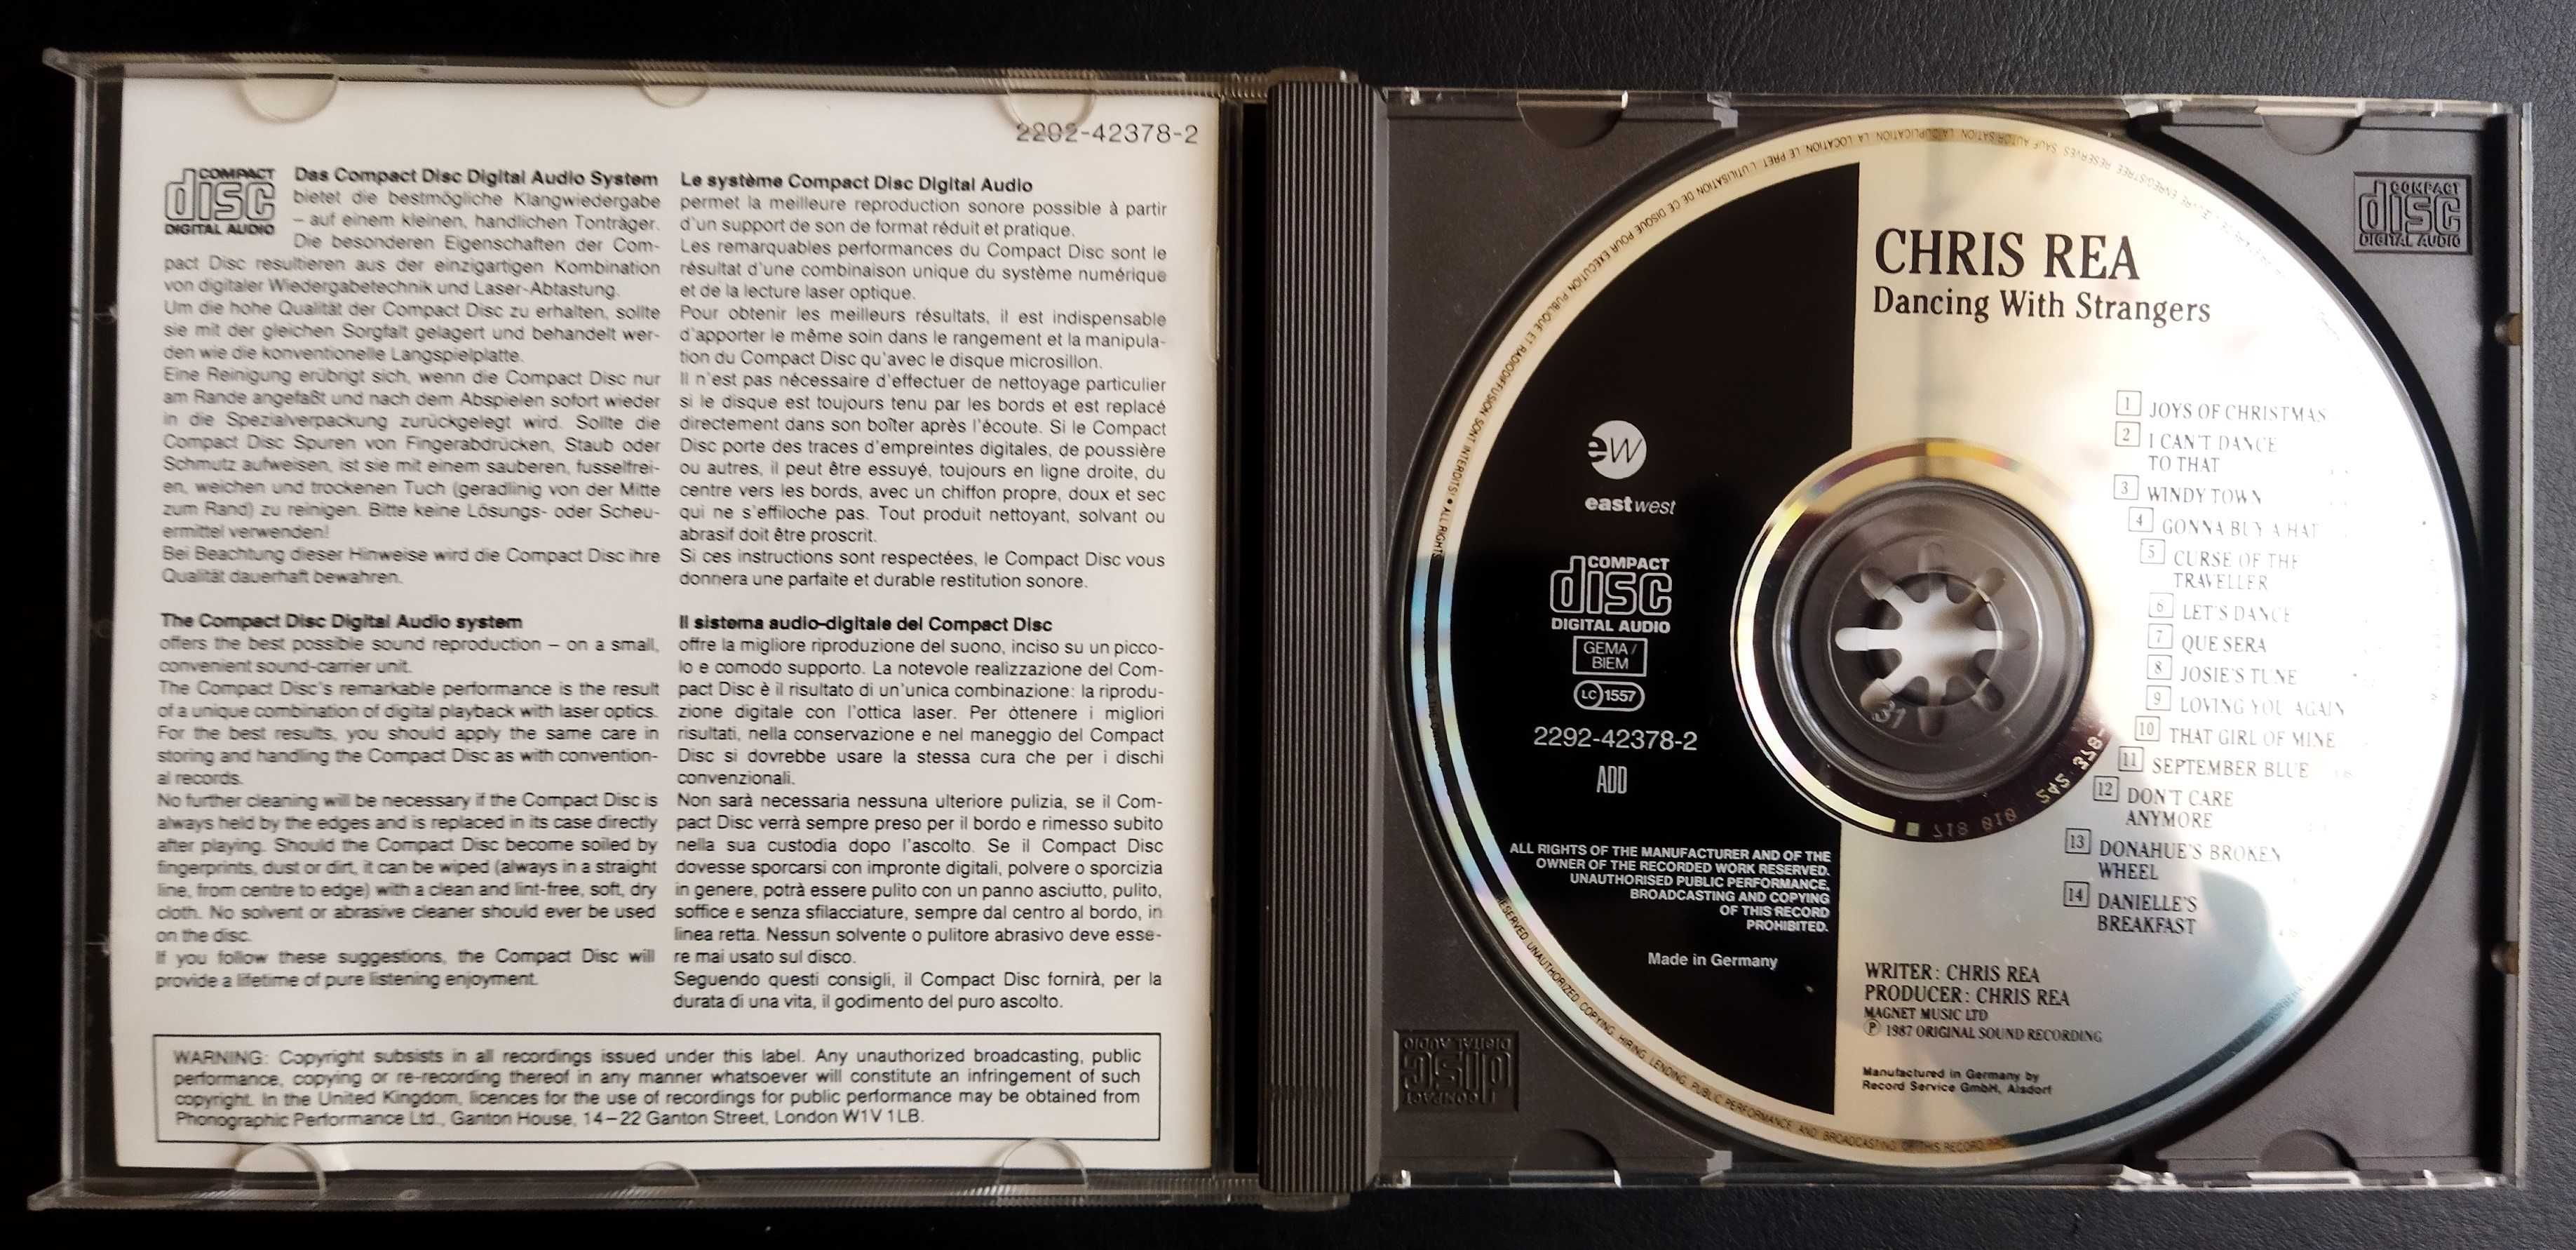 2292-42378-2
COMPACT
disc
DIGITAL AUDIO
Das Compact Disc Digital Audio System
bietet die bestmögliche Klangwiedergabe
– auf einem kleinen, handlichen Tonträger.
Die besonderen Eigenschaften der Com-
pact Disc resultieren aus der einzigartigen Kombination
von digitaler Wiedergabetechnik und Laser-Abtastung.
Um die hohe Qualität der Compact Disc zu erhalten, sollte
sie mit der gleichen Sorgfalt gelagert und behandelt wer-
den wie die konventionelle Langspielplatte.
Eine Reinigung erübrigt sich, wenn die Compact Disc nur
am Rande angefaßt und nach dem Abspielen sofort wieder
in die Spezialverpackung zurückgelegt wird. Sollte die
Compact Disc Spuren von Fingerabdrücken, Staub oder
Schmutz aufweisen, ist sie mit einem sauberen, fusselfrei-
en, weichen und trockenen Tuch (geradlinig von der Mitte
zum Rand) zu reinigen. Bitte keine Lösungs- oder Scheu-
ermittel verwenden!
Bei Beachtung dieser Hinweise wird die Compact Disc ihre
Qualität dauerhaft bewahren.
The Compact Disc Digital Audio system
offers the best possible sound reproduction – on a small,
convenient sound-carrier unit.
The Compact Disc's remarkable performance is the result
of a unique combination of digital playback with laser optics.
For the best results, you should apply the same care in
storing and handling the Compact Disc as with convention-
al records.
No further cleaning will be necessary if the Compact Disc is
always held by the edges and is replaced in its case directly
after playing. Should the Compact Disc become soiled by
fingerprints, dust or dirt, it can be wiped (always in a straight
line, from centre to edge) with a clean and lint-free, soft, dry
cloth. No solvent or abrasive cleaner should ever be used
on the disc.
If you follow these suggestions, the Compact Disc will
provide a lifetime of pure listening enjoyment.
Le système Compact Disc Digital Audio
permet la meilleure reproduction sonore possible à partir
d'un support de son de format réduit et pratique.
Les remarquables performances du Compact Disc sont le
résultat d'une combinaison unique du système numérique
et de la lecture laser optique.
Pour obtenir les meilleurs résultats, il est indispensable
d'apporter le même soin dans le rangement et la manipula-
tion du Compact Disc qu'avec le disque microsillon.
Il n'est pas nécessaire d'effectuer de nettoyage particulier
si le disque est toujours tenu par les bords et est replacé
directement dans son boîter après l'écoute. Si le Compact
Disc porte des traces d'empreintes digitales, de poussière
ou autres, il peut être essuyé, toujours en ligne droite, du
centre vers les bords, avec un chiffon propre, doux et sec
qui ne s'effiloche pas. Tout produit nettoyant, solvant ou
abrasif doit être proscrit.
Si ces instructions sont respectées, le Compact Disc vous
donnera une parfaite et durable restitution sonore.
Il sistema audio-digitale del Compact Disc
offre la migliore riproduzione del suono, inciso su un picco-
lo e comodo supporto. La notevole realizzazione del Com-
pact Disc è il risultato di un'unica combinazione: la riprodu-
zione digitale con l'ottica laser. Per òttenere i migliori
risultati, nella conservazione e nel maneggio del Compact
Disc si dovrebbe usare la stessa cura che per i dischi
convenzionali.
Non sarà necessaria nessuna ulteriore pulizia, se il Com-
pact Disc verrà sempre preso per il bordo e rimesso subito
nella sua custodia dopo l'ascolto. Se il Compact Disc
dovesse sporcarsi con impronte digitali, polvere o sporcizia
in genere, potrà essere pulito con un panno asciutto, pulito,
soffice e senza sfilacciature, sempre dal centro al bordo, in
linea retta. Nessun solvente o pulitore abrasivo deve esse-
re mai usato sul disco.
Seguendo questi consigli, il Compact Disc fornirà, per la
durata di una vita, il godimento del puro ascolto.
WARNING: Copyright subsists in all recordings issued under this label. Any unauthorized broadcasting, public
performance, copying or re-recording thereof in any manner whatsoever will constitute an infringement of such
copyright. In the United Kingdom, licences for the use of recordings for public performance may be obtained from
Phonographic Performance Ltd., Ganton House, 14–22 Ganton Street, London W1V 1LB.
COMPACT
disc
DIGITAL AUDIO
CHRIS REA
Dancing With Strangers
1 JOYS OF CHRISTMAS
2 I CAN'T DANCE
TO THAT
3 WINDY TOWN
4 GONNA BUY A HAT
5 CURSE OF THE
TRAVELLER
6 LET'S DANCE
7 QUE SERA
8 JOSIE'S TUNE
9 LOVING YOU AGAIN
10 THAT GIRL OF MINE
11 SEPTEMBER BLUE
12 DON'T CARE
ANYMORE
13 DONAHUE'S BROKEN
WHEEL
14 DANIELLE'S
BREAKFAST
WRITER: CHRIS REA
PRODUCER: CHRIS REA
MAGNET MUSIC LTD
℗ 1987 ORIGINAL SOUND RECORDING
Manufactured in Germany by
Record Service GmbH, Alsdorf
ew
eastwest
COMPACT
disc
DIGITAL AUDIO
GEMA/
BIEM
LC 1557
2292-42378-2
ADD
ALL RIGHTS OF THE MANUFACTURER AND OF THE
OWNER OF THE RECORDED WORK RESERVED.
UNAUTHORISED PUBLIC PERFORMANCE,
BROADCASTING AND COPYING
OF THIS RECORD
PROHIBITED.
Made in Germany
SAUF AUTORISATION LA DUPLICATION, LA LOCATION, LE PRET, L'UTILISATION DE CE DISQUE POUR EXECUTION PUBLIQUE ET RADIODIFFUSION SONT INTERDITS! ● ALL RIGHTS
RESERVED. UNAUTHORIZED COPYING, HIRING, LENDING, PUBLIC PERFORMANCE AND BROADCASTING OF THIS RECORD
COMPACT
disc
DIGITAL AUDIO